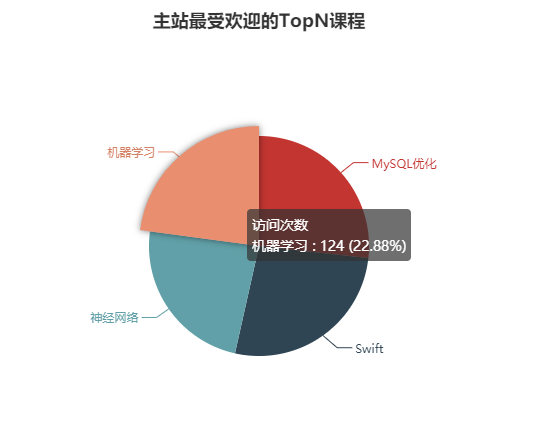 主站最受欢迎的TopN课程
机器学习
MySQL优化
访问次数
机器学习 : 124 (22.88%)
神经网络
Swift